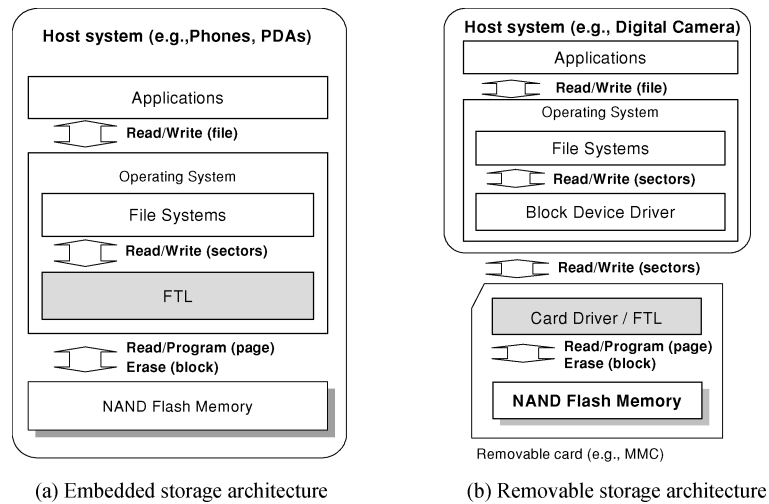 Host system (e.g.,Phones, PDAs)
Applications
Read/Write (file)
Operating System
File Systems
Read/Write (sectors)
FTL
Read/Program (page)
Erase (block)
NAND Flash Memory
(a) Embedded storage architecture
Host system (e.g., Digital Camera)
Applications
Read/Write (file)
Operating System
File Systems
Read/Write (sectors)
Block Device Driver
Read/Write (sectors)
Card Driver / FTL
Read/Program (page)
Erase (block)
NAND Flash Memory
Removable card (e.g., MMC)
(b) Removable storage architecture